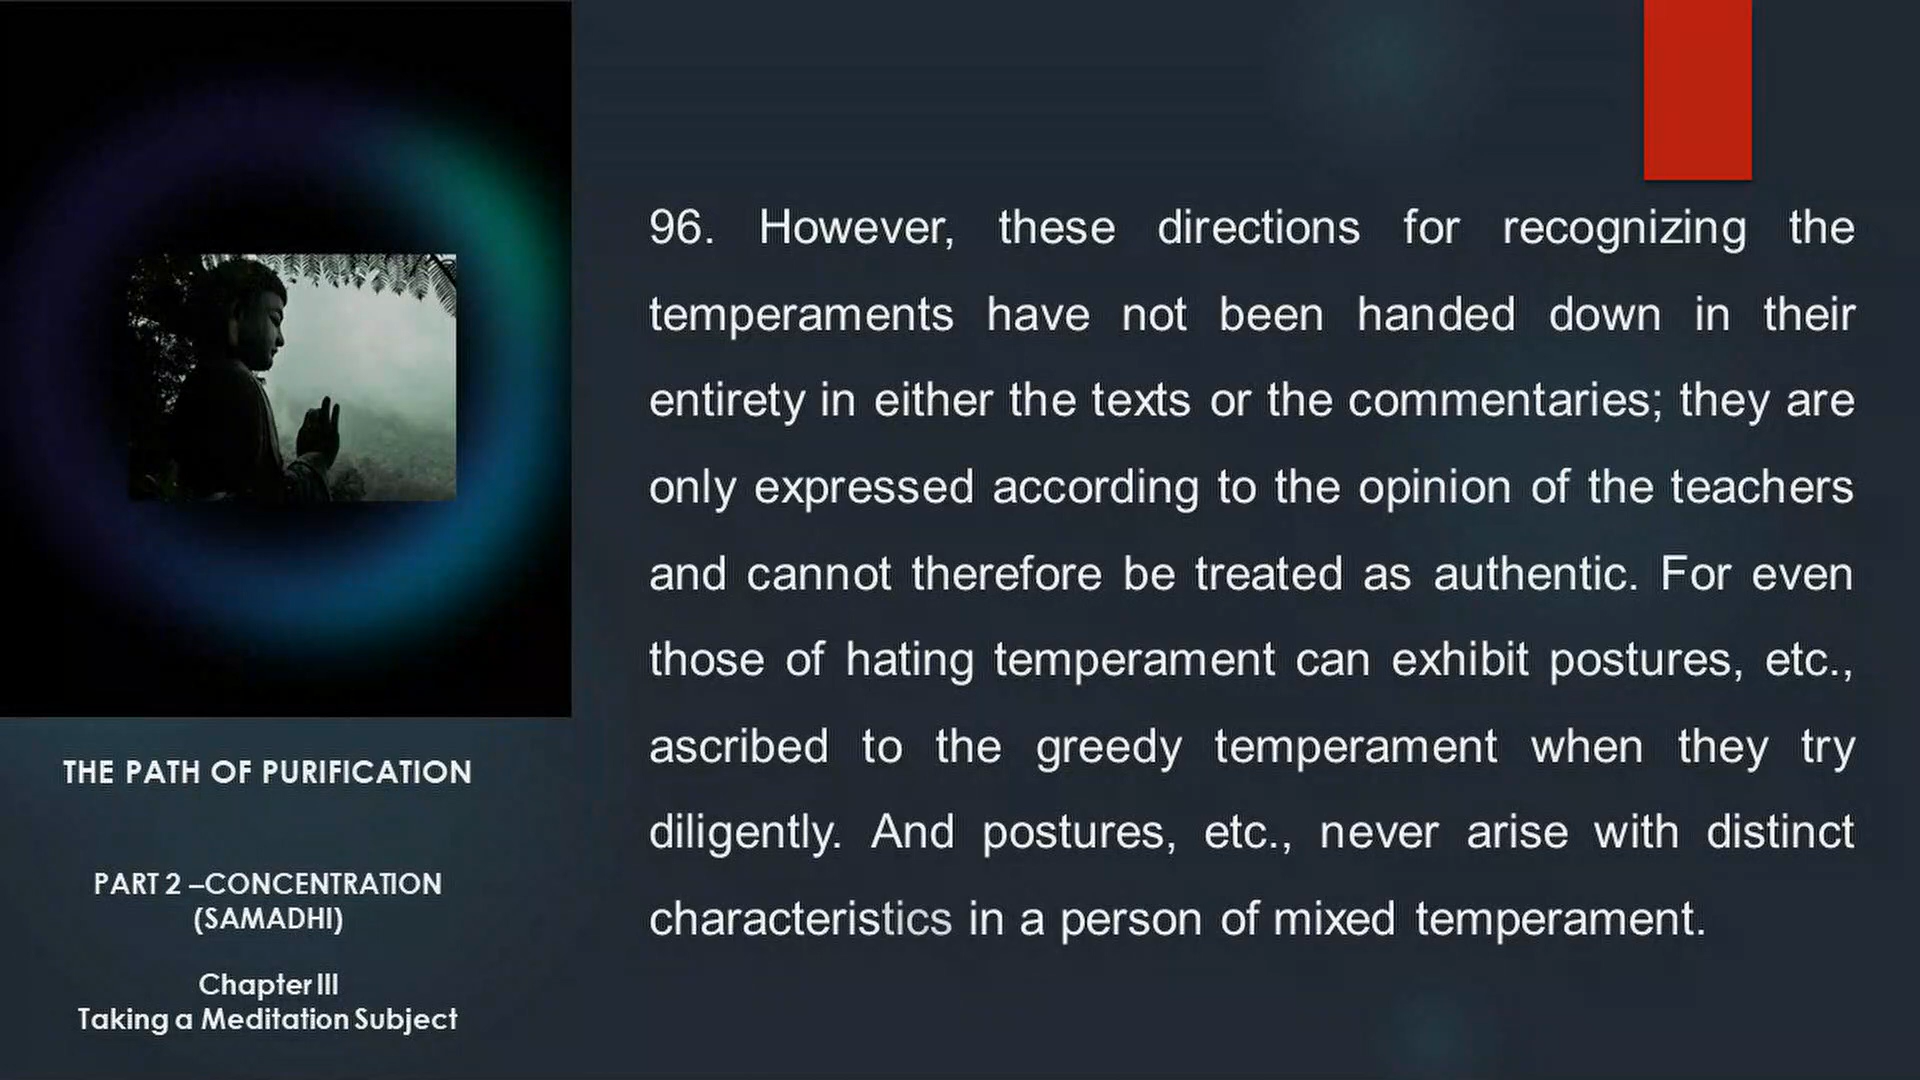 96. However, these directions for recognizing the
temperaments have not been handed down in their
entirety in either the texts or the commentaries; they are
only expressed according to the opinion of the teachers
and cannot therefore be treated as authentic. For even
those of hating temperament can exhibit postures, etc.,
ascribed to the greedy temperament when they try
diligently. And postures, etc., never arise with distinct
characteristics in a person of mixed temperament.
THE PATH OF PURIFICATION
PART 2 –CONCENTRATION
(SAMADHI)
Chapter III
Taking a Meditation Subject